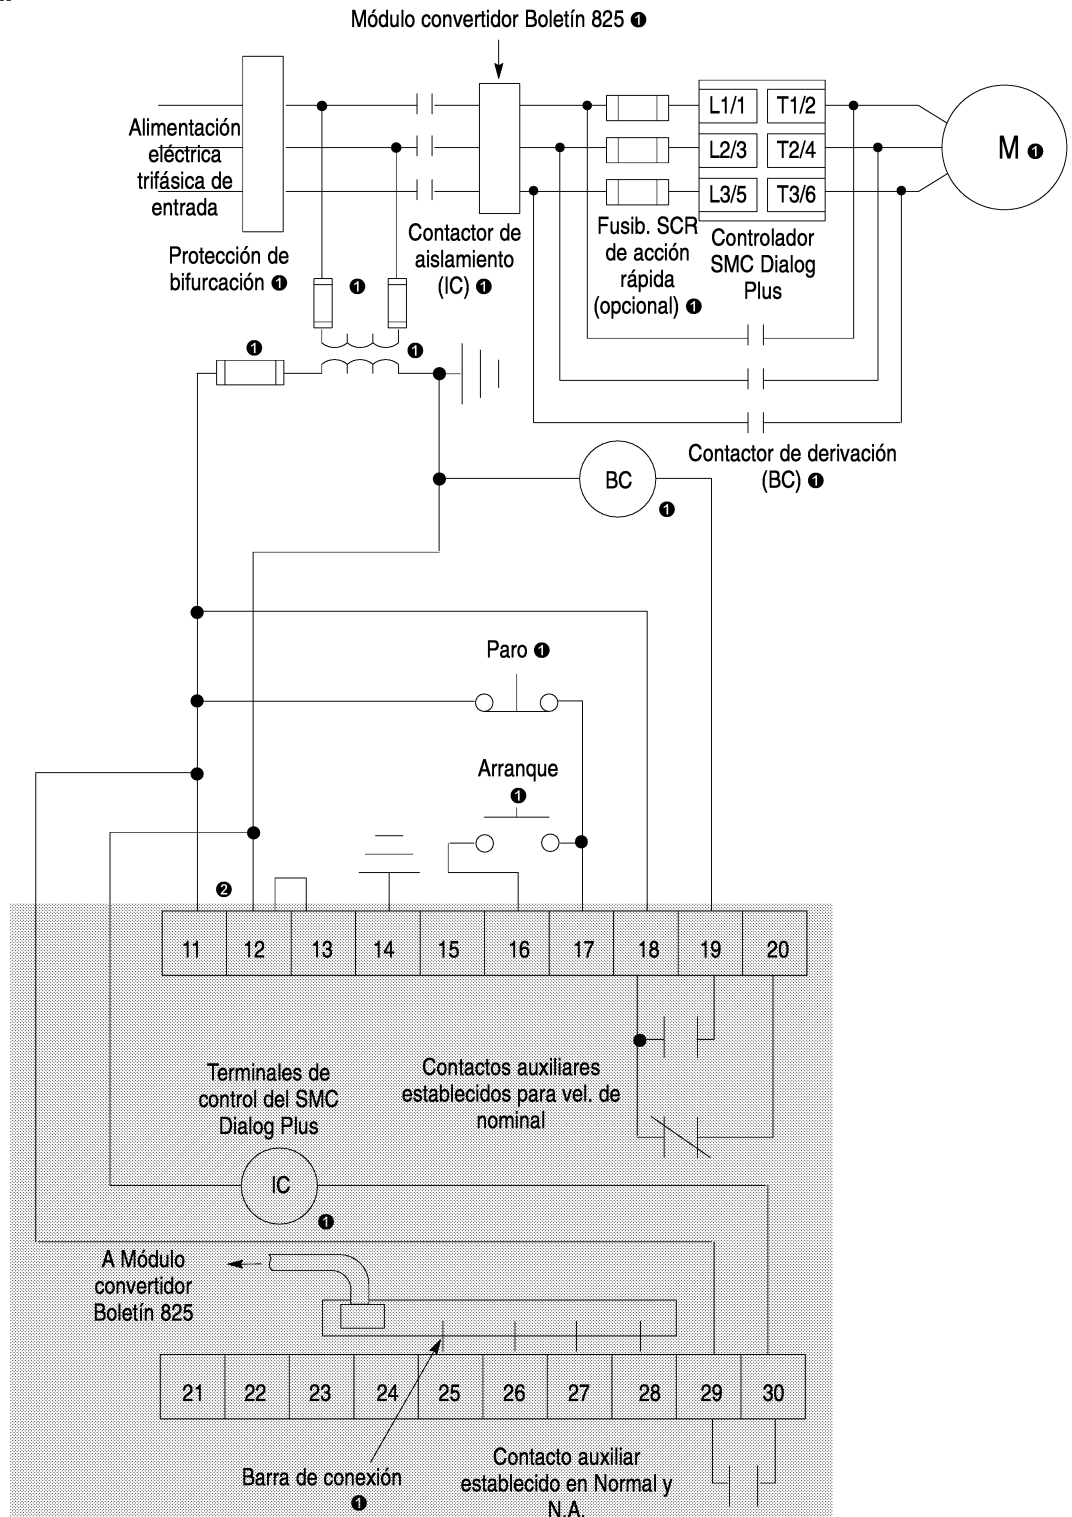 Módulo convertidor Boletín 825 ❶
L1/1 T1/2
Alimentación
eléctrica
trifásica de
entrada
L2/3 T2/4
M ❶
L3/5 T3/6
Protección de
bifurcación ❶
❶
Contactor de
aislamiento
(IC) ❶
Fusib. SCR
de acción
rápida
(opcional) ❶
Controlador
SMC Dialog
Plus
❶
❶
Contactor de derivación
(BC) ❶
BC
❶
Paro ❶
Arranque
❶
❷
11 12 13 14 15 16 17 18 19 20
Terminales de
control del SMC
Dialog Plus
Contactos auxiliares
establecidos para vel. de
nominal
IC
❶
A Módulo
convertidor
Boletín 825
21 22 23 24 25 26 27 28 29 30
Barra de conexión
❶
Contacto auxiliar
establecido en Normal y
N.A.